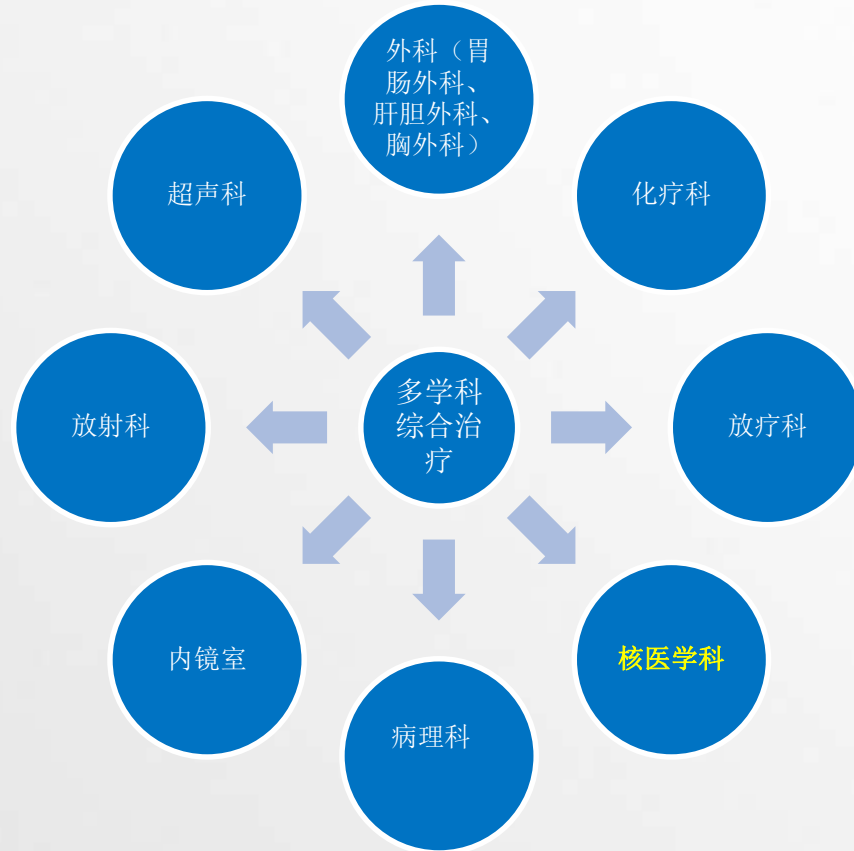 外科（胃
肠外科、
肝胆外科、
胸外科）
化疗科
放疗科
核医学科
病理科
内镜室
放射科
超声科
多学科
综合治
疗